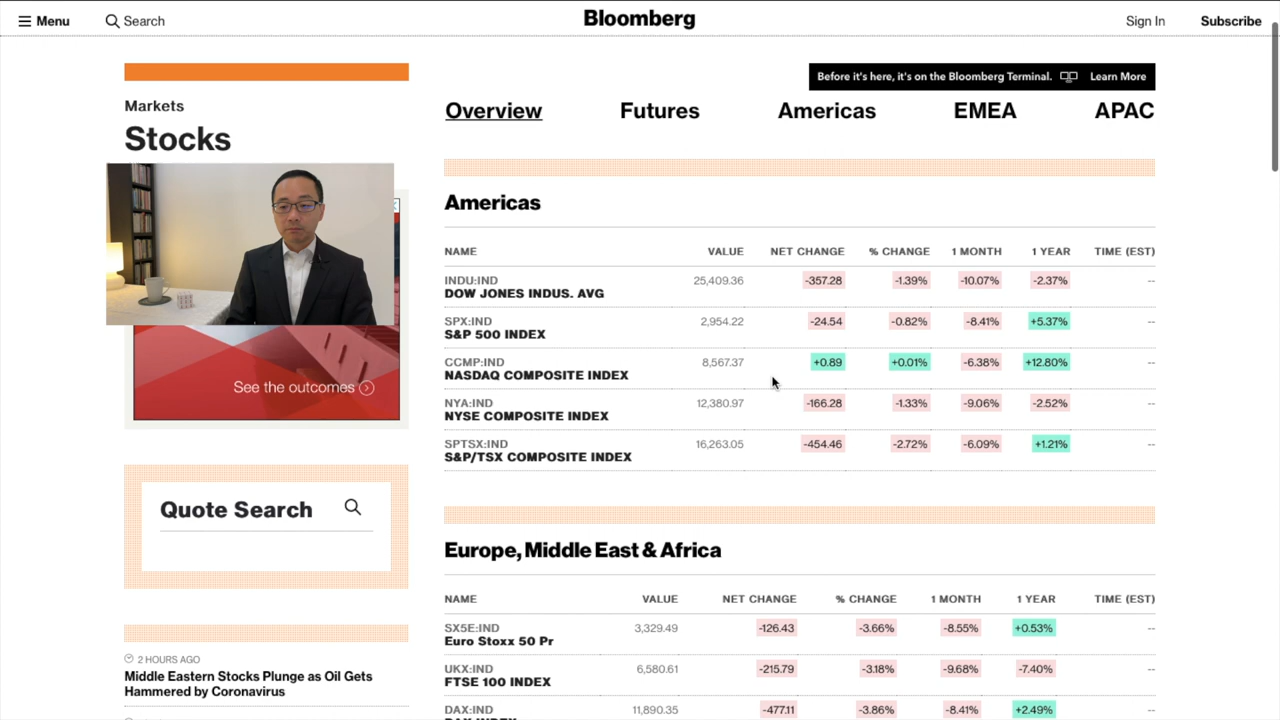 Menu
Search
Bloomberg
Sign In
Subscribe
Before it's here, it's on the Bloomberg Terminal.
Learn More
Markets
Stocks
Overview
Futures
Americas
EMEA
APAC
See the outcomes
Quote Search
2 HOURS AGO
Middle Eastern Stocks Plunge as Oil Gets
Hammered by Coronavirus
Americas
NAME VALUE NET CHANGE % CHANGE 1 MONTH 1 YEAR TIME (EST)
INDU:IND 25,409.36 -357.28 -1.39% -10.07% -2.37% --
DOW JONES INDUS. AVG
SPX:IND 2,954.22 -24.54 -0.82% -8.41% +5.37% --
S&P 500 INDEX
CCMP:IND 8,567.37 +0.89 +0.01% -6.38% +12.80% --
NASDAQ COMPOSITE INDEX
NYA:IND 12,380.97 -166.28 -1.33% -9.06% -2.52% --
NYSE COMPOSITE INDEX
SPTSX:IND 16,263.05 -454.46 -2.72% -6.09% +1.21% --
S&P/TSX COMPOSITE INDEX
Europe, Middle East & Africa
NAME VALUE NET CHANGE % CHANGE 1 MONTH 1 YEAR TIME (EST)
SX5E:IND 3,329.49 -126.43 -3.66% -8.55% +0.53% --
Euro Stoxx 50 Pr
UKX:IND 6,580.61 -215.79 -3.18% -9.68% -7.40% --
FTSE 100 INDEX
DAX:IND 11,890.35 -477.11 -3.86% -8.41% +2.49% --
DAX INDEX